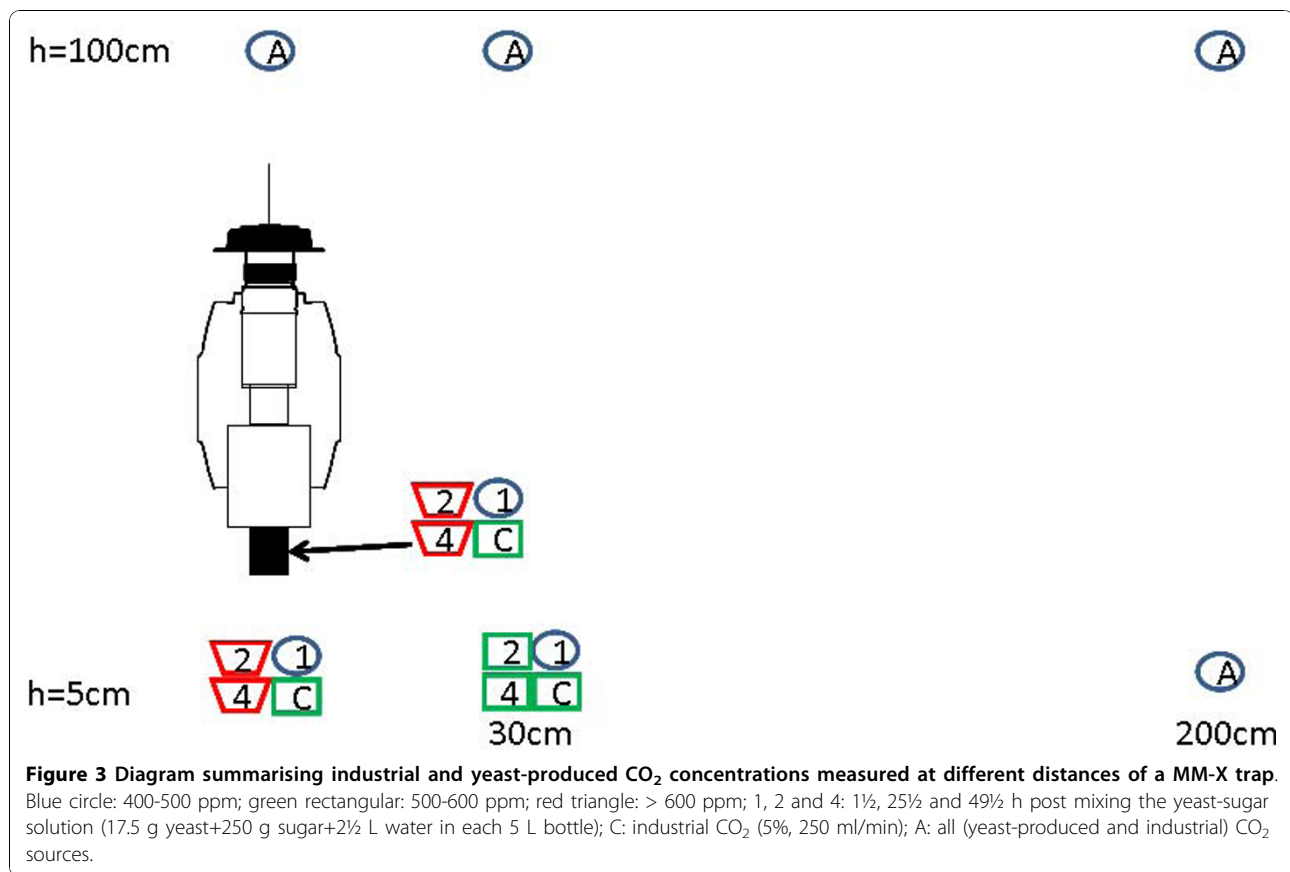 h=100cm A A A
2 1
4 C
2 1 2 1 A
h=5cm 4 C 4 C
30cm 200cm
Figure 3 Diagram summarising industrial and yeast-produced CO₂ concentrations measured at different distances of a MM-X trap.
Blue circle: 400-500 ppm; green rectangular: 500-600 ppm; red triangle: > 600 ppm; 1, 2 and 4: 1½, 25½ and 49½ h post mixing the yeast-sugar
solution (17.5 g yeast+250 g sugar+2½ L water in each 5 L bottle); C: industrial CO₂ (5%, 250 ml/min); A: all (yeast-produced and industrial) CO₂
sources.